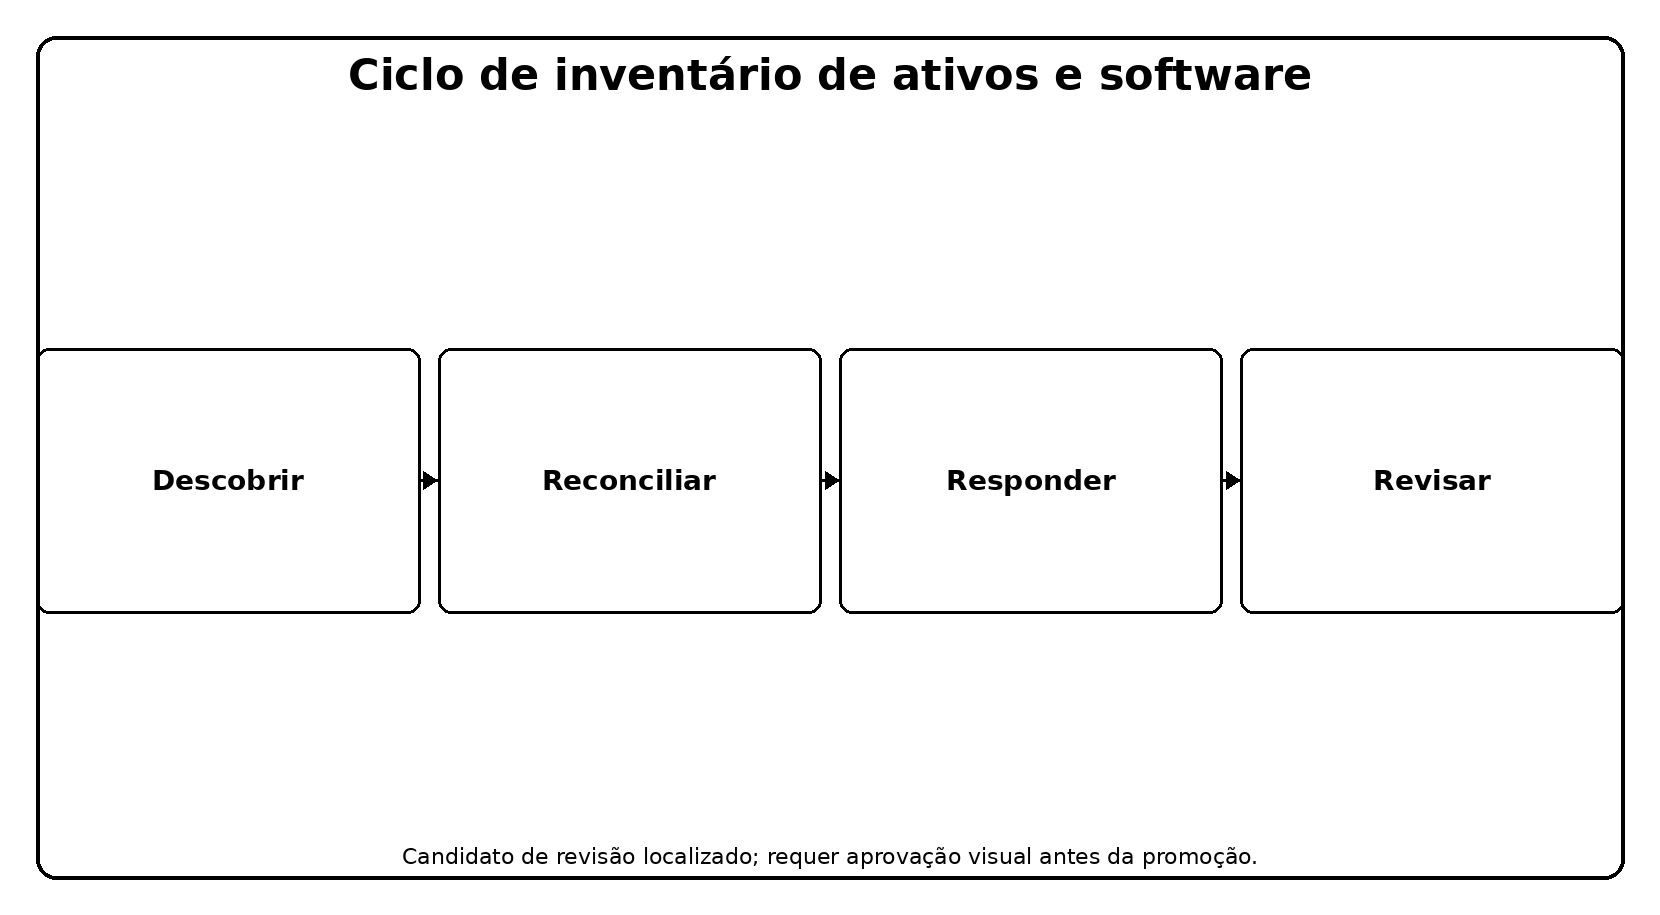 Ciclo de inventário de ativos e software
Descobrir
Reconciliar
Responder
Revisar
Candidato de revisão localizado; requer aprovação visual antes da promoção.